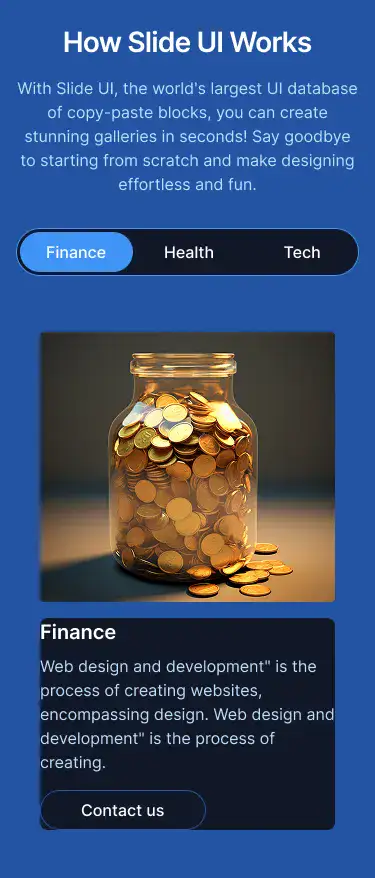 How Slide UI Works
With Slide UI, the world's largest UI database
of copy-paste blocks, you can create
stunning galleries in seconds! Say goodbye
to starting from scratch and make designing
effortless and fun.
Finance
Health
Tech
Finance
Web design and development" is the
process of creating websites,
encompassing design. Web design and
development" is the process of
creating.
Contact us